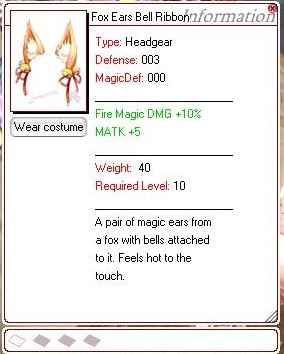 Fox Ears Bell Ribbon
Information
Type: Headgear
Defense: 003
MagicDef: 000
Wear costume
Fire Magic DMG +10%
MATK +5
Weight: 40
Required Level: 10
A pair of magic ears from
a fox with bells attached
to it. Feels hot to the
touch.